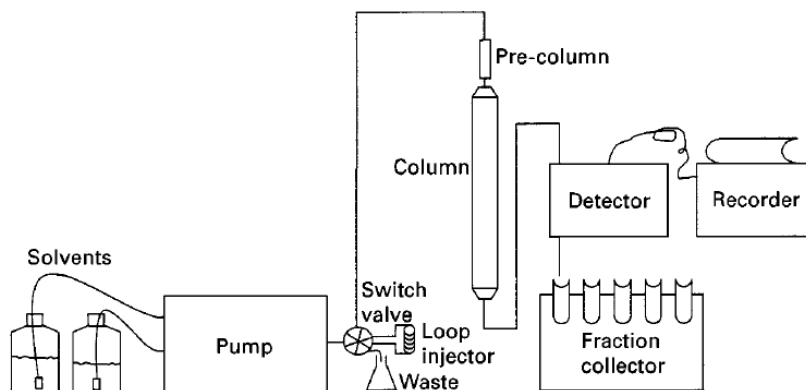 Pre-column
Column
Detector
Recorder
Solvents
Switch
valve
Loop
injector
Pump
Fraction
collector
Waste